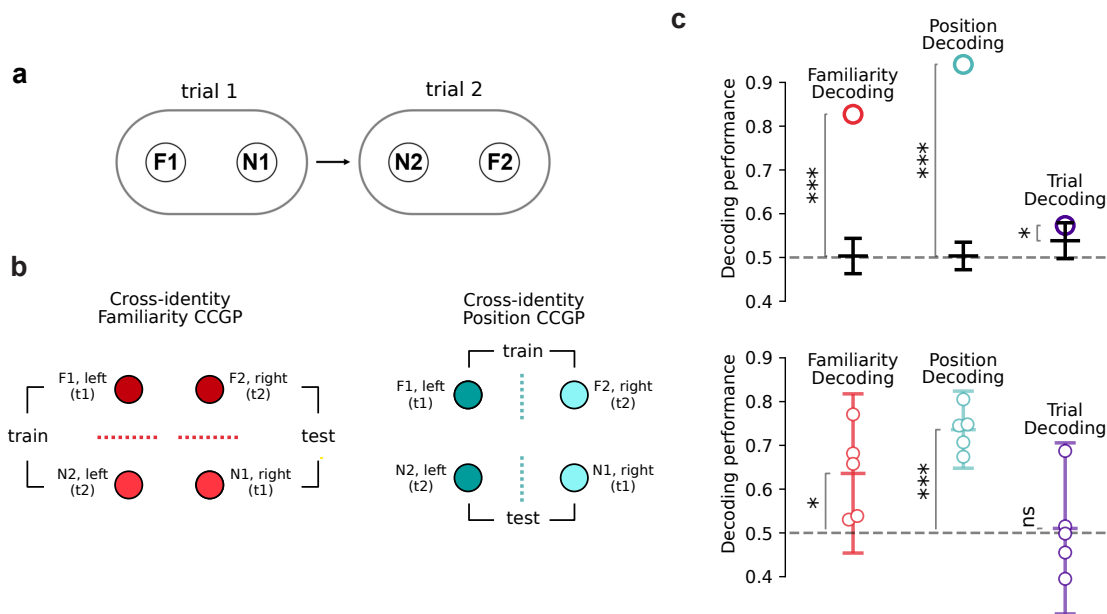 a
trial 1
trial 2
F1
N1
N2
F2
b
Cross-identity
Familiarity CCGP
F1, left
(t1)
F2, right
(t2)
train
test
N2, left
(t2)
N1, right
(t1)
Cross-identity
Position CCGP
train
F1, left
(t1)
F2, right
(t2)
N2, left
(t2)
N1, right
(t1)
test
c
Decoding performance
0.9
0.8
0.7
0.6
0.5
0.4
Familiarity
Decoding
***
Position
Decoding
***
Trial
Decoding
*
Decoding performance
0.9
0.8
0.7
0.6
0.5
0.4
Familiarity
Decoding
*
Position
Decoding
***
Trial
Decoding
ns